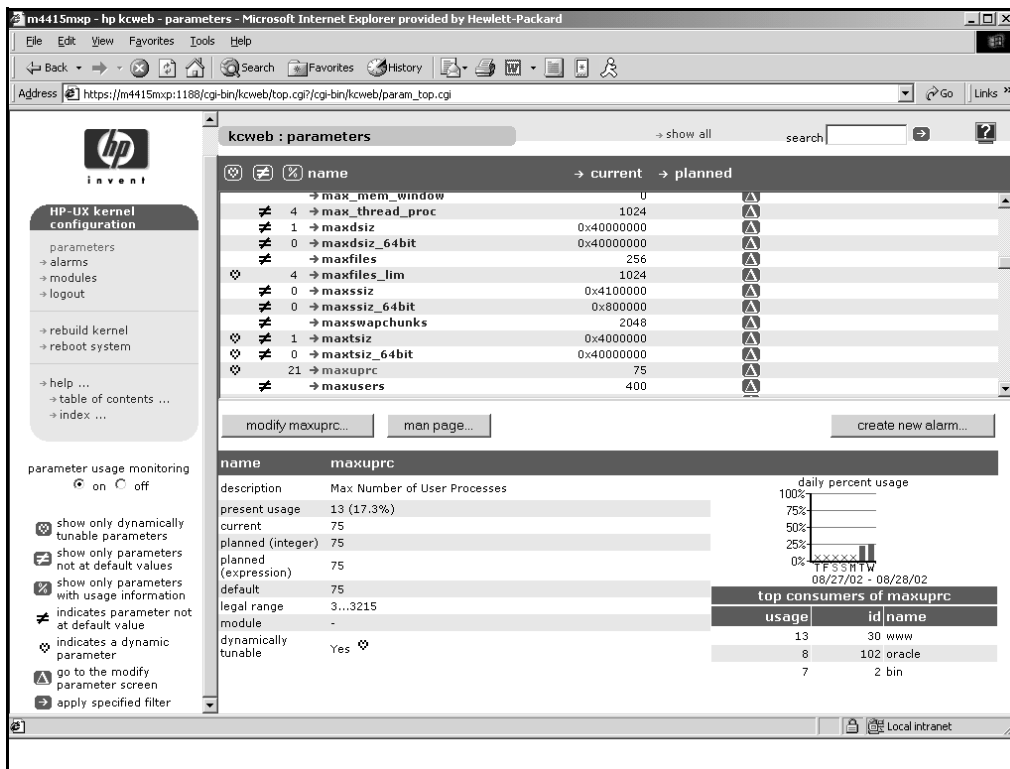 m4415mxp - hp kcweb - parameters - Microsoft Internet Explorer provided by Hewlett-Packard
File Edit View Favorites Tools Help
Back Search Favorites History
Address https://m4415mxp:1188/cgi-bin/kcweb/top.cgi?/cgi-bin/kcweb/param_top.cgi Go Links »
hp
invent
HP-UX kernel
configuration
parameters
→ alarms
→ modules
→ logout
→ rebuild kernel
→ reboot system
→ help ...
→ table of contents ...
→ index ...
parameter usage monitoring
on off
show only dynamically
tunable parameters
≠ show only parameters
not at default values
% show only parameters
with usage information
≠ indicates parameter not
at default value
indicates a dynamic
parameter
go to the modify
parameter screen
→ apply specified filter
kcweb : parameters → show all search → ?
≠ % name → current → planned
→ max_mem_window 0
≠ 4 → max_thread_proc 1024
≠ 1 → maxdsiz 0x40000000
≠ 0 → maxdsiz_64bit 0x40000000
≠ → maxfiles 256
4 → maxfiles_lim 1024
≠ 0 → maxssiz 0x4100000
≠ 0 → maxssiz_64bit 0x800000
≠ → maxswapchunks 2048
≠ 1 → maxtsiz 0x4000000
≠ 0 → maxtsiz_64bit 0x40000000
21 → maxuprc 75
≠ → maxusers 400
modify maxuprc... man page... create new alarm...
name maxuprc
description Max Number of User Processes
present usage 13 (17.3%)
current 75
planned (integer) 75
planned
(expression) 75
default 75
legal range 3...3215
module -
dynamically
tunable Yes
daily percent usage
100%
75%
50%
25%
0%
T F S S M T W
08/27/02 - 08/28/02
top consumers of maxuprc
usage id name
13 30 www
8 102 oracle
7 2 bin
Local intranet